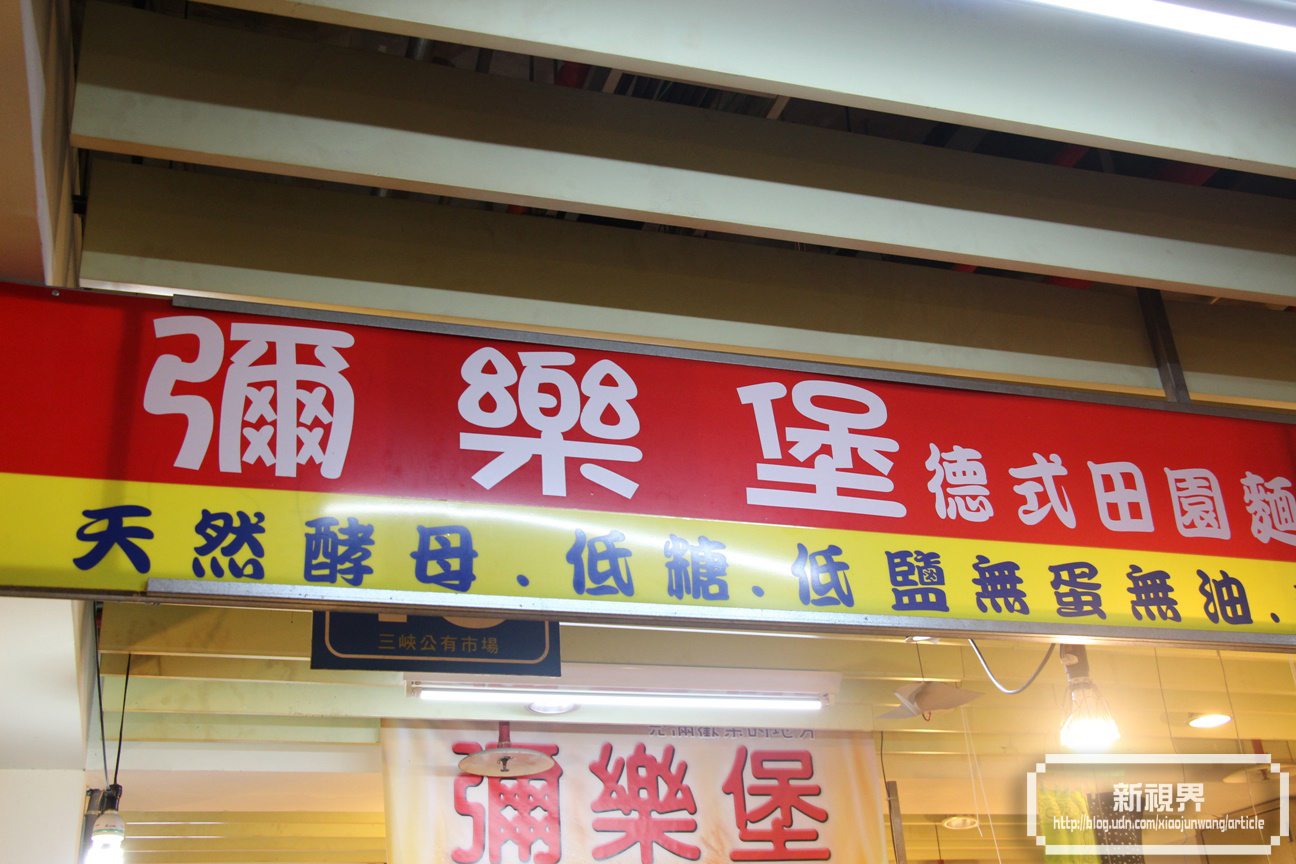 彌樂堡 德式田園麵
天然酵母.低糖.低鹽無蛋無油.
三峽公有市場
彌樂堡
新視界
http://blog.udn.com/xiaojunwang/article